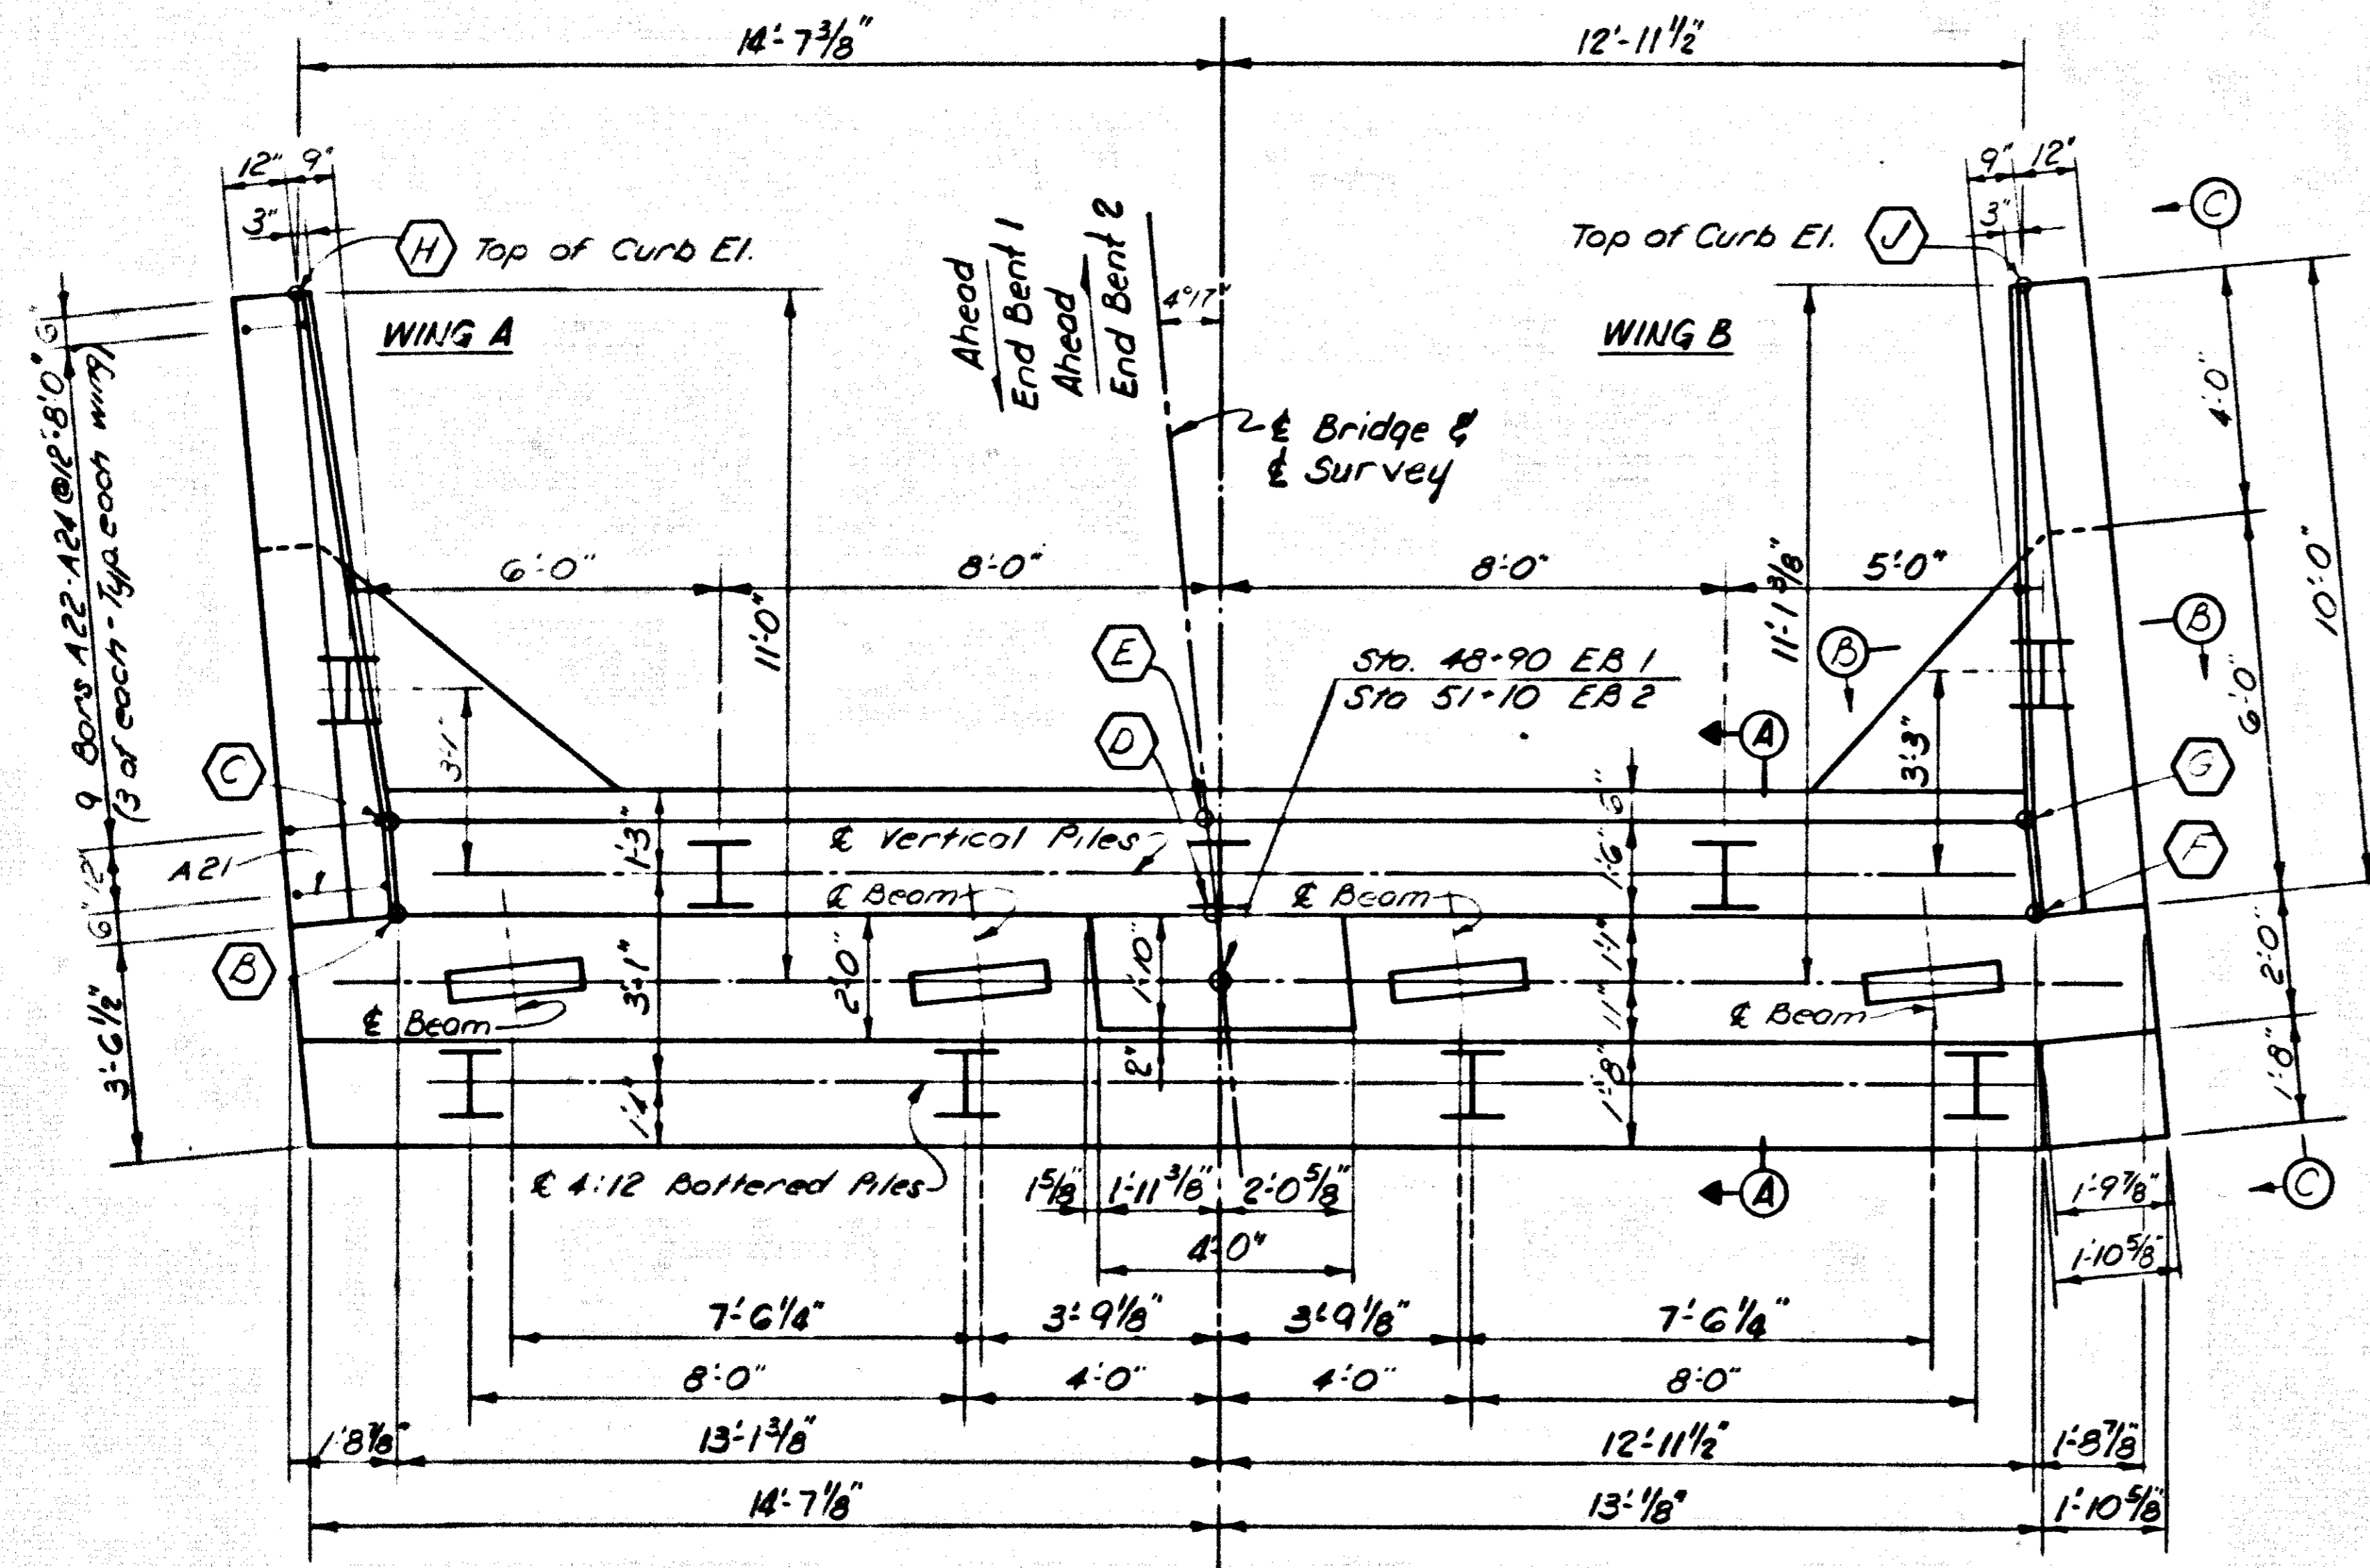 14'-7 3/8"
12'-11 1/2"
12" 9"
3"
H Top of Curb El.
WING A
Ahead
End Bent 1
Ahead
End Bent 2
4°17'
Top of Curb El. J
9" 12"
3"
C
WING B
℄ Bridge &
℄ Survey
6"
9 Bars A22-A24@12"=8'-0"
(3 of each - Typ. each wing)
12"
6"
3'-6 1/2"
6'-0"
8'-0"
8'-0"
5'-0"
11'-0"
11'-1 3/8"
4'-0"
6'-0"
10'-0"
2'-0"
1'-8"
E
D
Sta. 48+90 EB 1
Sta 51+10 EB 2
B
B
A
C
3'-1"
3'-3"
G
F
A21
B
1'-3"
℄ Vertical Piles
6"
1'-6"
℄ Beam
℄ Beam
3'-1"
2'-0"
1'-10"
1'-1"
11"
℄ Beam
℄ Beam
2"
1'-8"
1'-1"
℄ 4:12 Battered Piles
1 5/8" 1'-11 3/8" 2'-0 5/8"
4'-0"
A
C
1'-9 7/8"
1'-10 5/8"
7'-6 1/4" 3'-9 1/8" 3'-9 1/8" 7'-6 1/4"
8'-0" 4'-0" 4'-0" 8'-0"
1'-8 7/8" 13'-1 3/8" 12'-11 1/2" 1'-8 7/8"
14'-7 1/8" 13'-1/8" 1'-10 5/8"